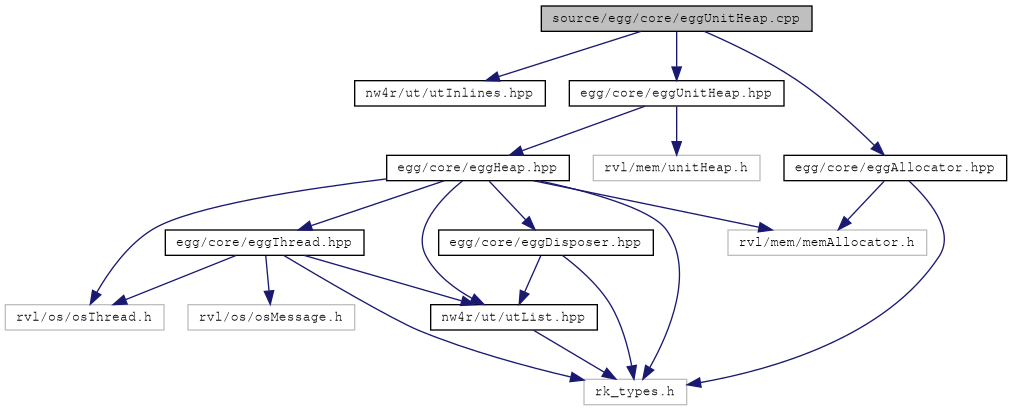 source/egg/core/eggUnitHeap.cpp
nw4r/ut/utInlines.hpp
egg/core/eggUnitHeap.hpp
egg/core/eggHeap.hpp
rvl/mem/unitHeap.h
egg/core/eggAllocator.hpp
egg/core/eggThread.hpp
egg/core/eggDisposer.hpp
rvl/mem/memAllocator.h
rvl/os/osThread.h
rvl/os/osMessage.h
nw4r/ut/utList.hpp
rk_types.h